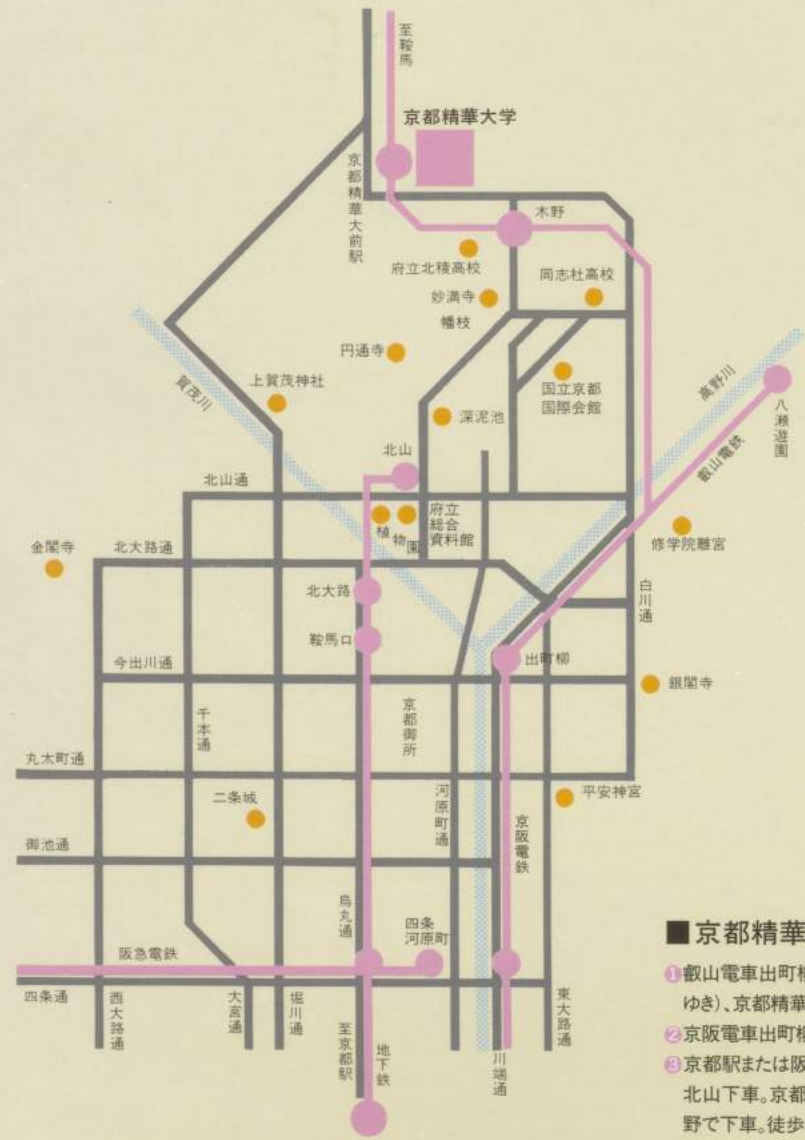 至鞍馬
京都精華大学
京都精華大前駅
木野
府立北稜高校
同志社高校
妙満寺
幡枝
円通寺
国立京都
国際会館
上賀茂神社
賀茂川
高野川
八瀬遊園
叡山電鉄
深泥池
北山
北山通
植物園
府立
総合
資料館
修学院離宮
金閣寺
北大路通
北大路
白川通
鞍馬口
出町柳
今出川通
銀閣寺
千本通
京都御所
丸太町通
二条城
河原町通
平安神宮
京阪電鉄
御池通
烏丸通
四条
河原町
阪急電鉄
四条通
西大路通
大宮通
堀川通
至京都駅
地下鉄
川端通
東大路通
■京都精華
❶叡山電車出町柳
ゆき)、京都精華
❷京阪電車出町柳
❸京都駅または阪
北山下車。京都
野で下車。徒歩